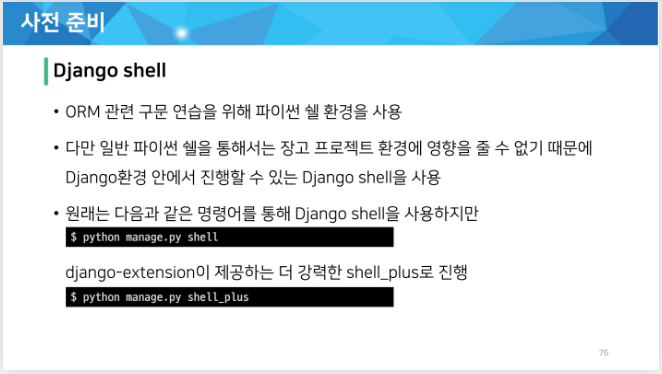 사전 준비
Django shell
• ORM 관련 구문 연습을 위해 파이썬 쉘 환경을 사용
• 다만 일반 파이썬 쉘을 통해서는 장고 프로젝트 환경에 영향을 줄 수 없기 때문에
Django환경 안에서 진행할 수 있는 Django shell을 사용
• 원래는 다음과 같은 명령어를 통해 Django shell을 사용하지만
$ python manage.py shell
django-extension이 제공하는 더 강력한 shell_plus로 진행
$ python manage.py shell_plus
76